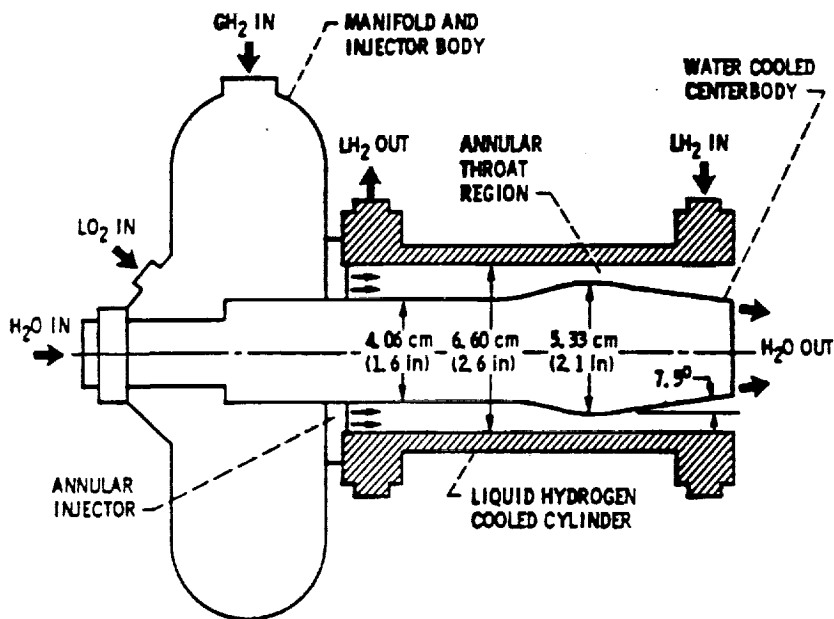 GH2 IN
MANIFOLD AND
INJECTOR BODY
WATER COOLED
CENTERBODY
LH2 OUT
ANNULAR
THROAT
REGION
LH2 IN
LO2 IN
H2O IN
4.06 cm
(1.6 in)
6.60 cm
(2.6 in)
5.33 cm
(2.1 in)
H2O OUT
7.5°
ANNULAR
INJECTOR
LIQUID HYDROGEN
COOLED CYLINDER